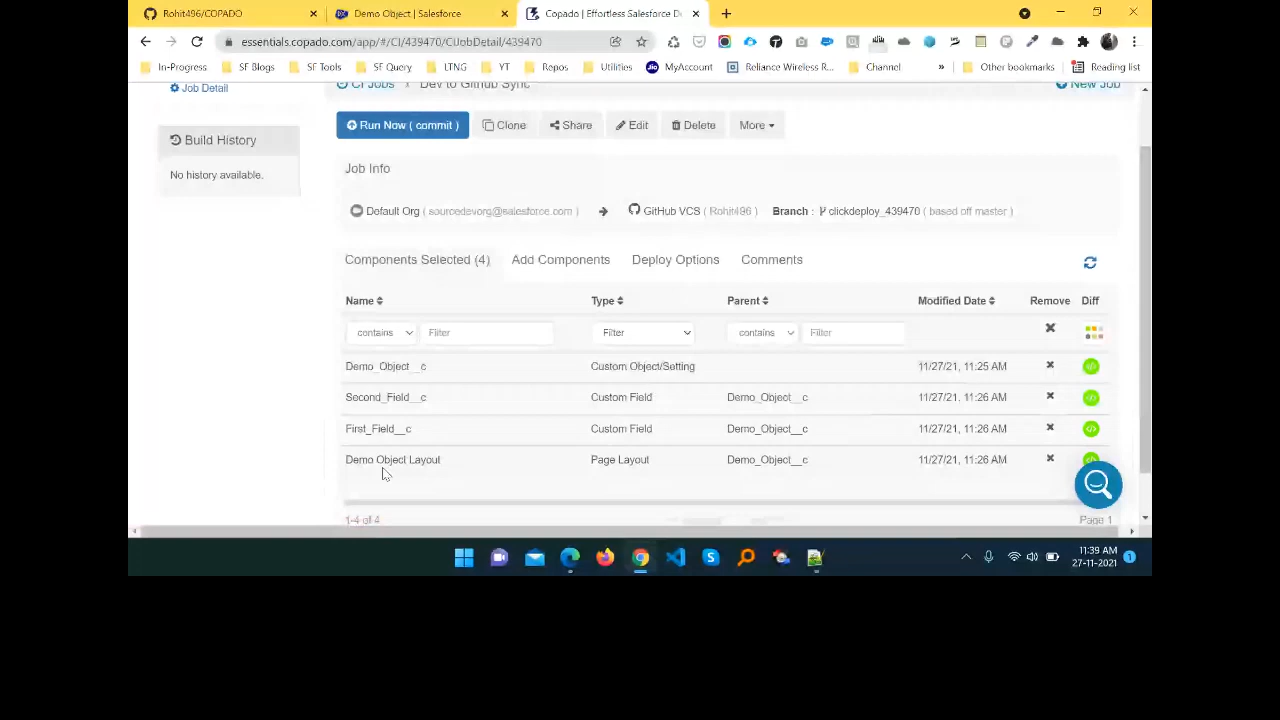 Rohit496/COPADO
Demo Object | Salesforce
Copado | Effortless Salesforce D
essentials.copado.com/app/#/CI/439470/CIJobDetail/439470
In-Progress SF Blogs SF Tools SF Query LTNG YT Repos Utilities MyAccount Reliance Wireless R... Channel » Other bookmarks Reading list
Job Detail
CI Jobs Dev to Github Sync New Job
Run Now ( commit ) Clone Share Edit Delete More
Build History
No history available.
Job Info
Default Org ( sourcedevorg@salesforce.com ) GitHub VCS ( Rohit496 ) Branch : clickdeploy_439470 ( based off master )
Components Selected (4) Add Components Deploy Options Comments
Name Type Parent Modified Date Remove Diff
contains Filter Filter contains Filter
Demo_Object__c Custom Object/Setting 11/27/21, 11:25 AM
Second_Field__c Custom Field Demo_Object__c 11/27/21, 11:26 AM
First_Field__c Custom Field Demo_Object__c 11/27/21, 11:26 AM
Demo Object Layout Page Layout Demo_Object__c 11/27/21, 11:26 AM
1-4 of 4 Page 1
11:39 AM
27-11-2021
1